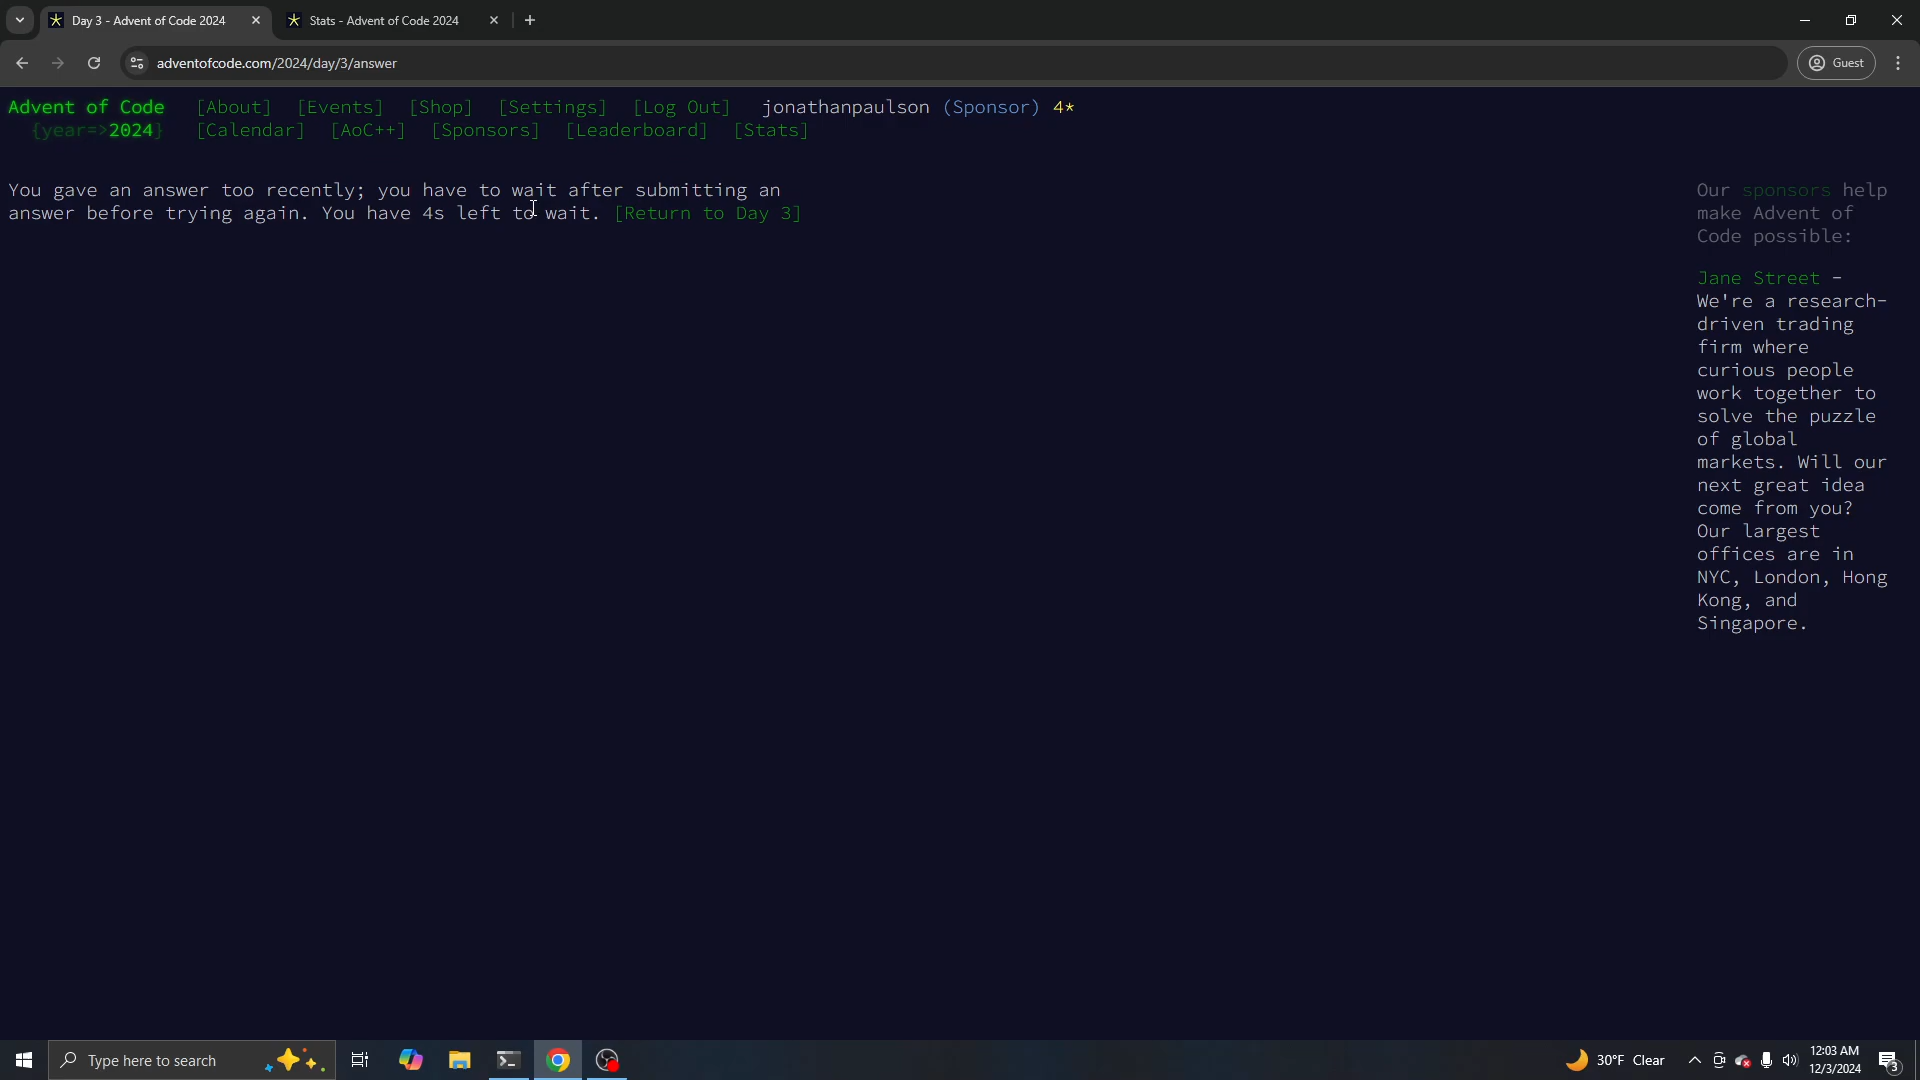 Day 3 - Advent of Code 2024
Stats - Advent of Code 2024
adventofcode.com/2024/day/3/answer
Guest
Advent of Code [About] [Events] [Shop] [Settings] [Log Out] jonathanpaulson (Sponsor) 4*
{year=>2024} [Calendar] [AoC++] [Sponsors] [Leaderboard] [Stats]
You gave an answer too recently; you have to wait after submitting an
answer before trying again. You have 4s left to wait. [Return to Day 3]
Our sponsors help
make Advent of
Code possible:
Jane Street -
We're a research-
driven trading
firm where
curious people
work together to
solve the puzzle
of global
markets. Will our
next great idea
come from you?
Our largest
offices are in
NYC, London, Hong
Kong, and
Singapore.
Type here to search
30°F Clear
12:03 AM
12/3/2024
3